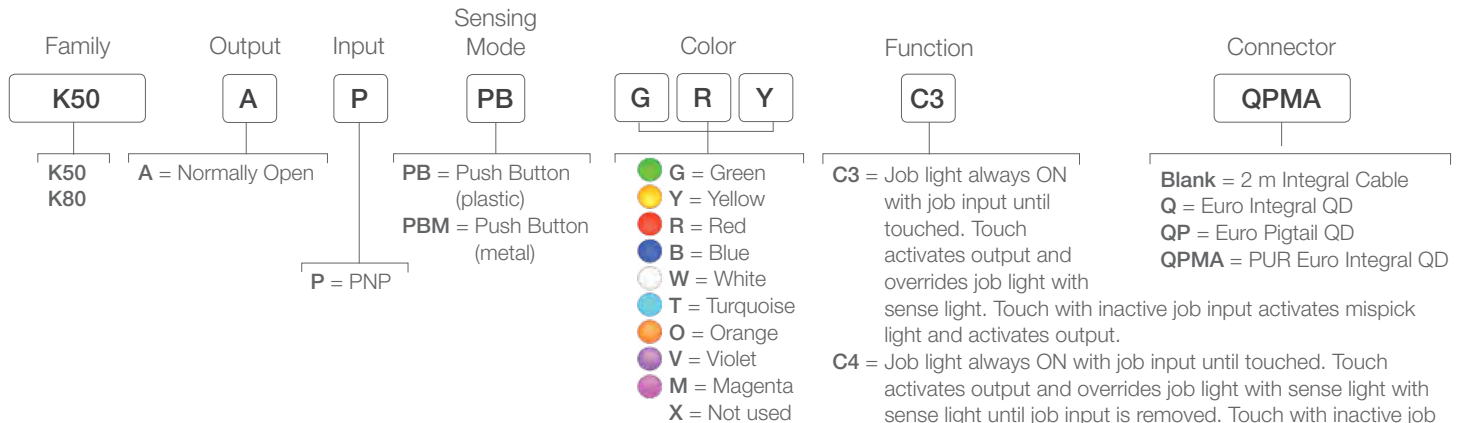 Family
Output
Input
Sensing
Mode
Color
Function
Connector
K50
A
P
PB
G
R
Y
C3
QPMA
K50
K80
A = Normally Open
P = PNP
PB = Push Button
(plastic)
PBM = Push Button
(metal)
G = Green
Y = Yellow
R = Red
B = Blue
W = White
T = Turquoise
O = Orange
V = Violet
M = Magenta
X = Not used
C3 = Job light always ON
with job input until
touched. Touch
activates output and
overrides job light with
sense light. Touch with inactive job input activates mispick
light and activates output.
C4 = Job light always ON with job input until touched. Touch
activates output and overrides job light with sense light with
sense light until job input is removed. Touch with inactive job
Blank = 2 m Integral Cable
Q = Euro Integral QD
QP = Euro Pigtail QD
QPMA = PUR Euro Integral QD